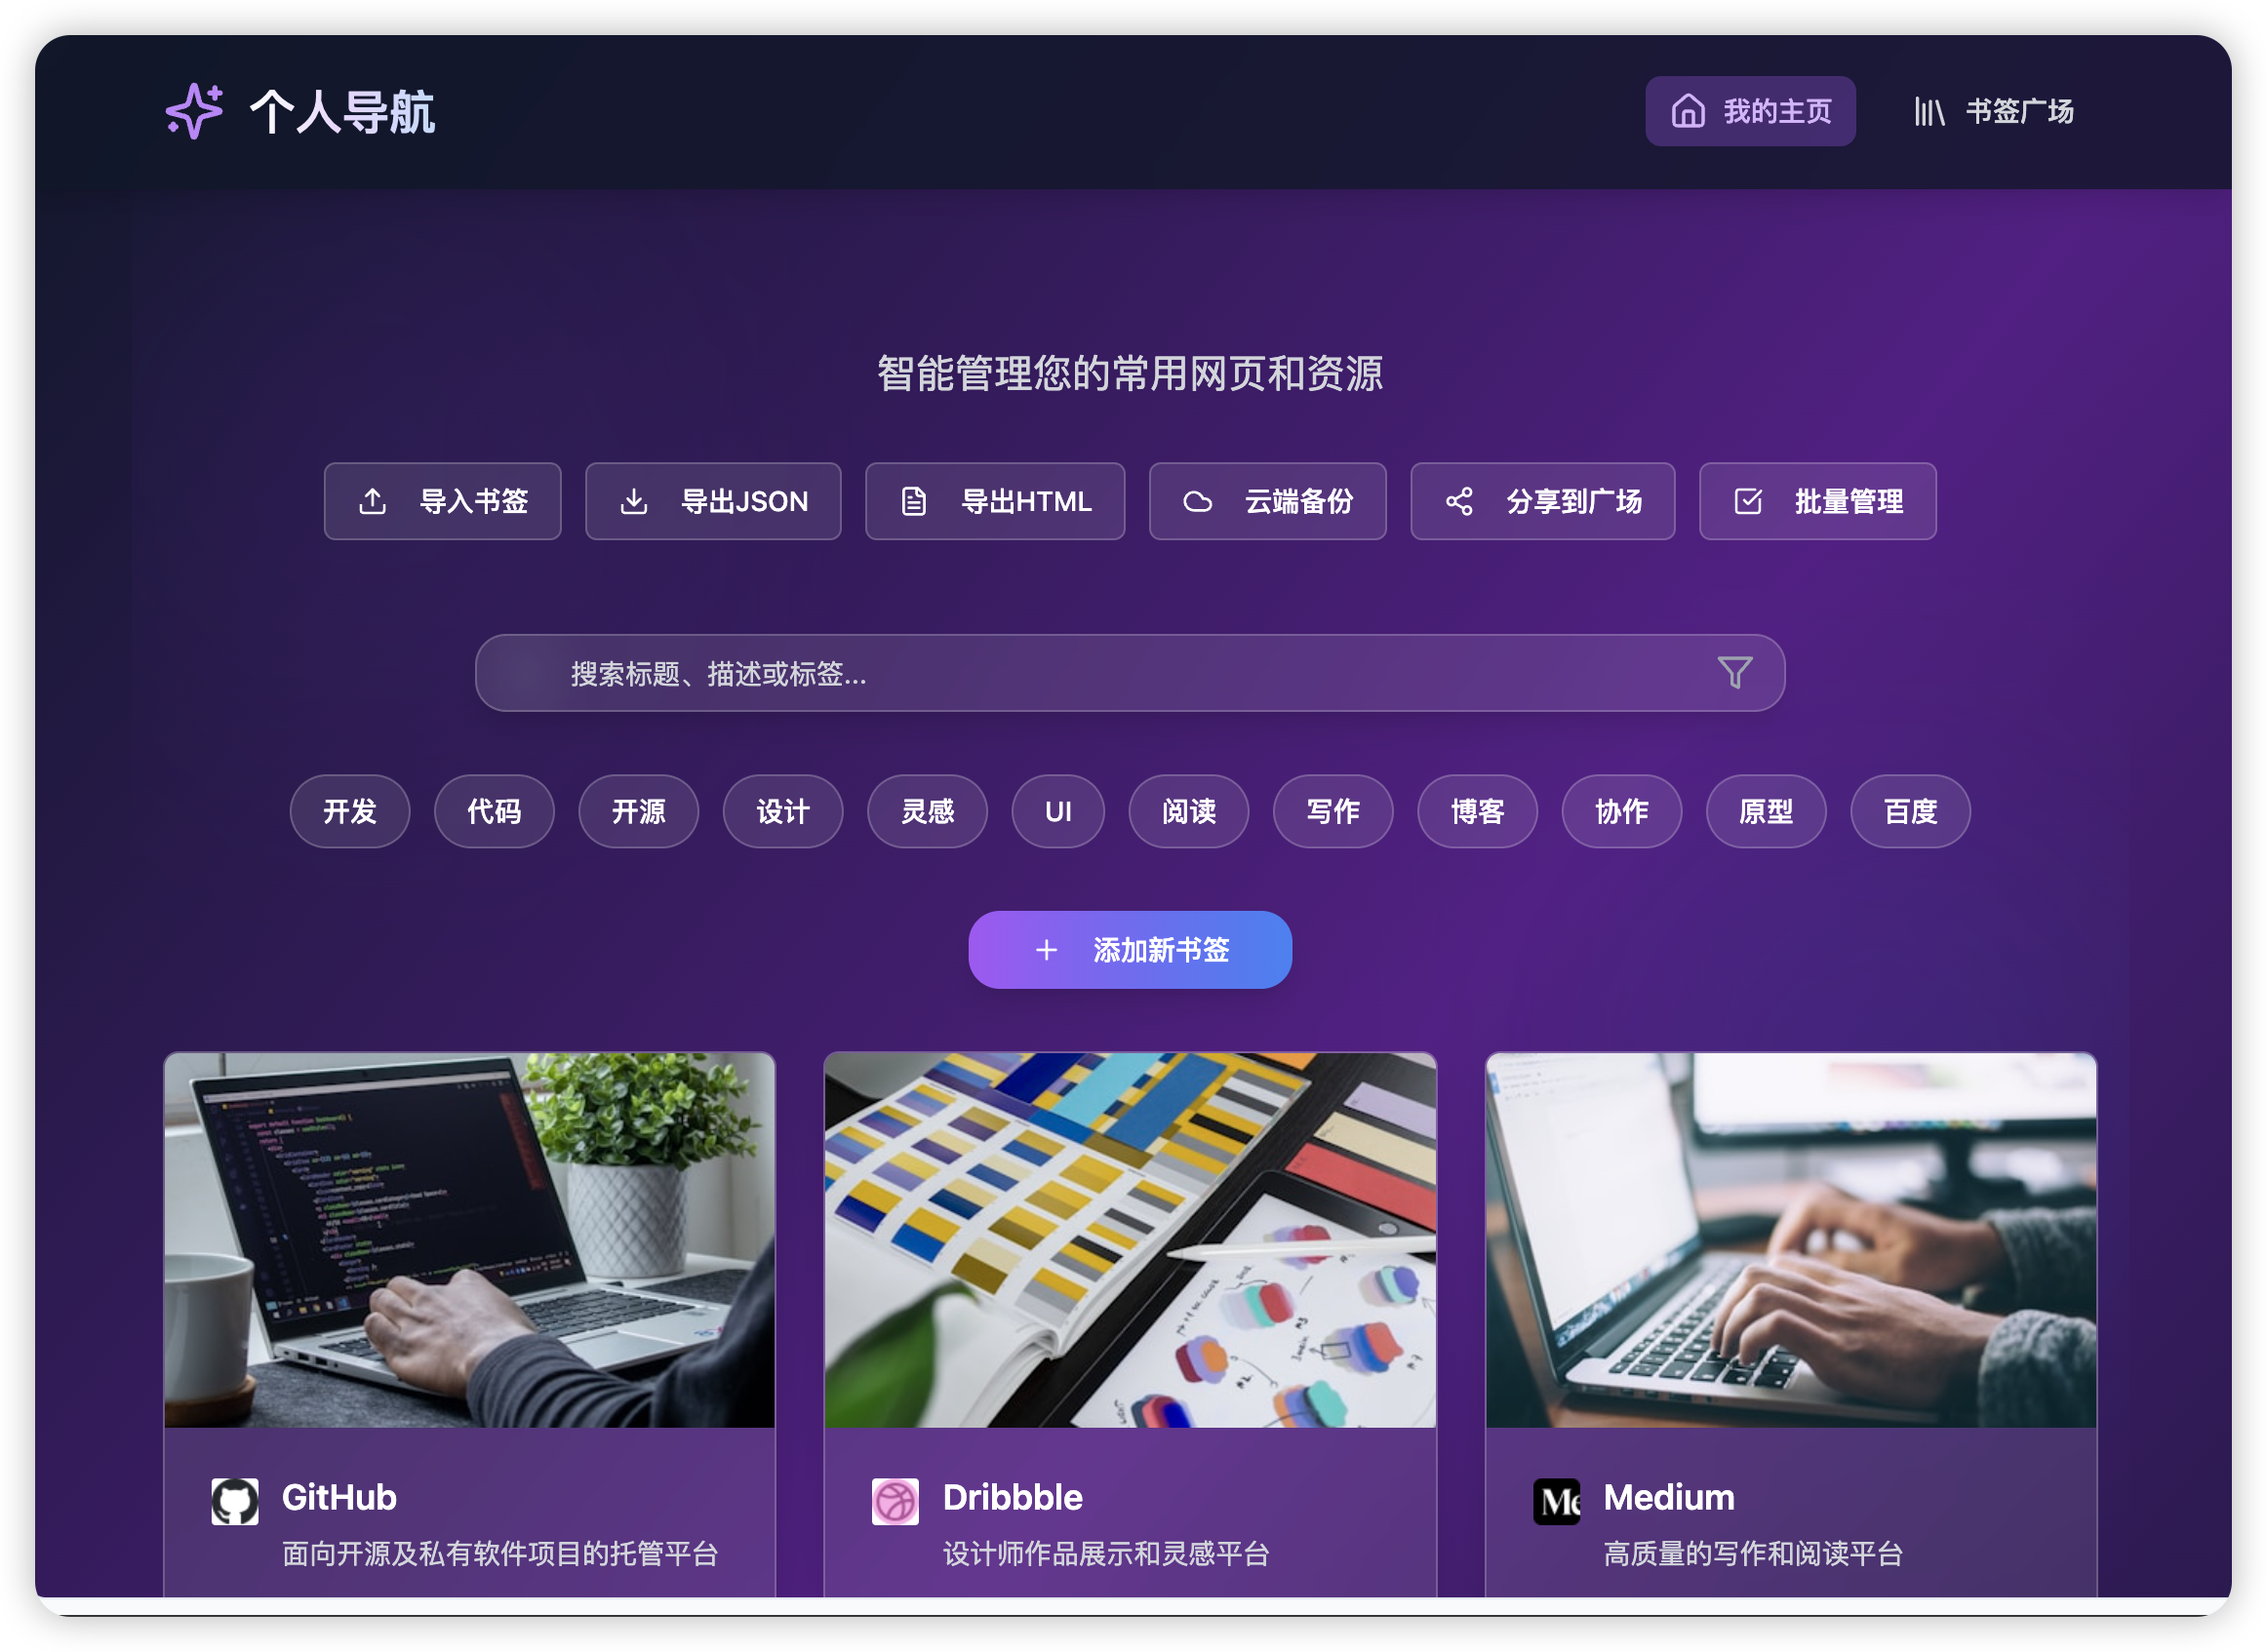 个人导航
我的主页
书签广场
智能管理您的常用网页和资源
导入书签
导出JSON
导出HTML
云端备份
分享到广场
批量管理
搜索标题、描述或标签...
开发
代码
开源
设计
灵感
UI
阅读
写作
博客
协作
原型
百度
添加新书签
GitHub
面向开源及私有软件项目的托管平台
Dribbble
设计师作品展示和灵感平台
Me
Medium
高质量的写作和阅读平台